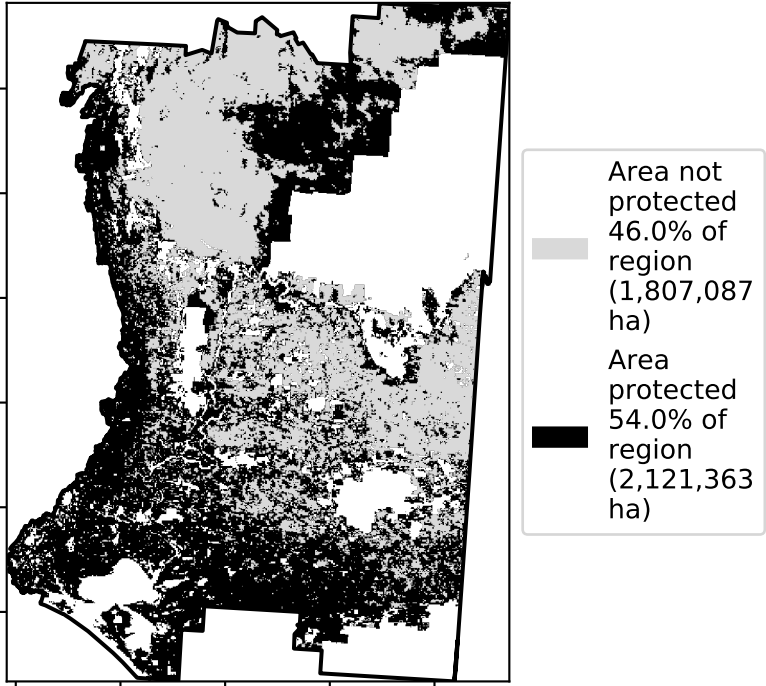 Area not
protected
46.0% of
region
(1,807,087
ha)
Area
protected
54.0% of
region
(2,121,363
ha)